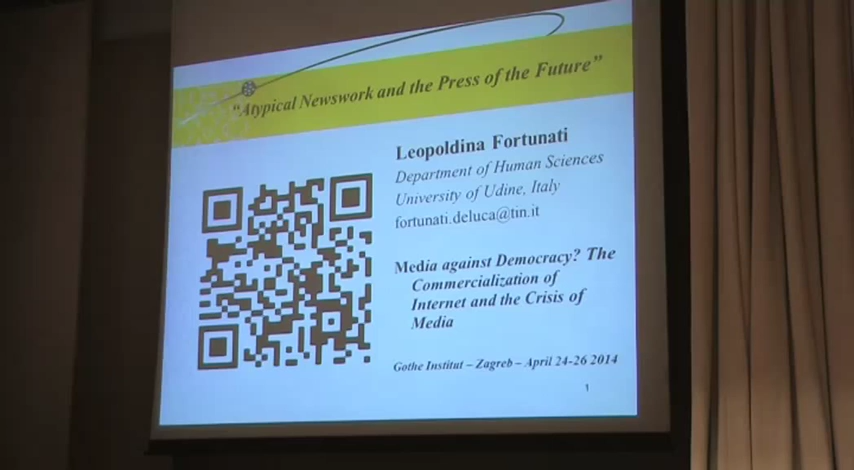 “Atypical Newswork and the Press of the Future”
Leopoldina Fortunati
Department of Human Sciences
University of Udine, Italy
fortunati.deluca@tin.it
Media against Democracy? The
Commercialization of
Internet and the Crisis of
Media
Gothe Institut – Zagreb – April 24-26 2014
1